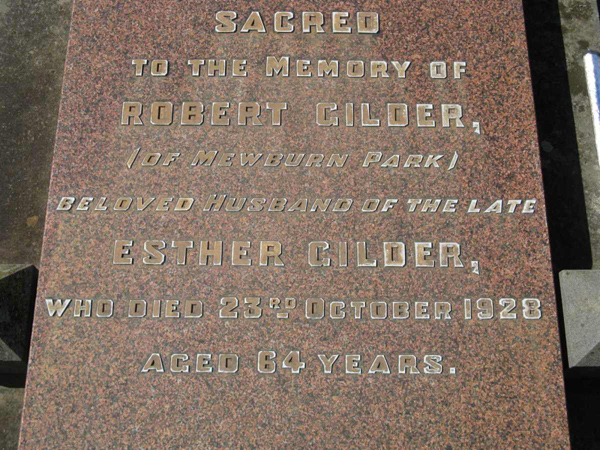 SACRED
TO THE MEMORY OF
ROBERT GILDER,
(OF MEWBURN PARK)
BELOVED HUSBAND OF THE LATE
ESTHER GILDER,
WHO DIED 23RD OCTOBER 1928
AGED 64 YEARS.